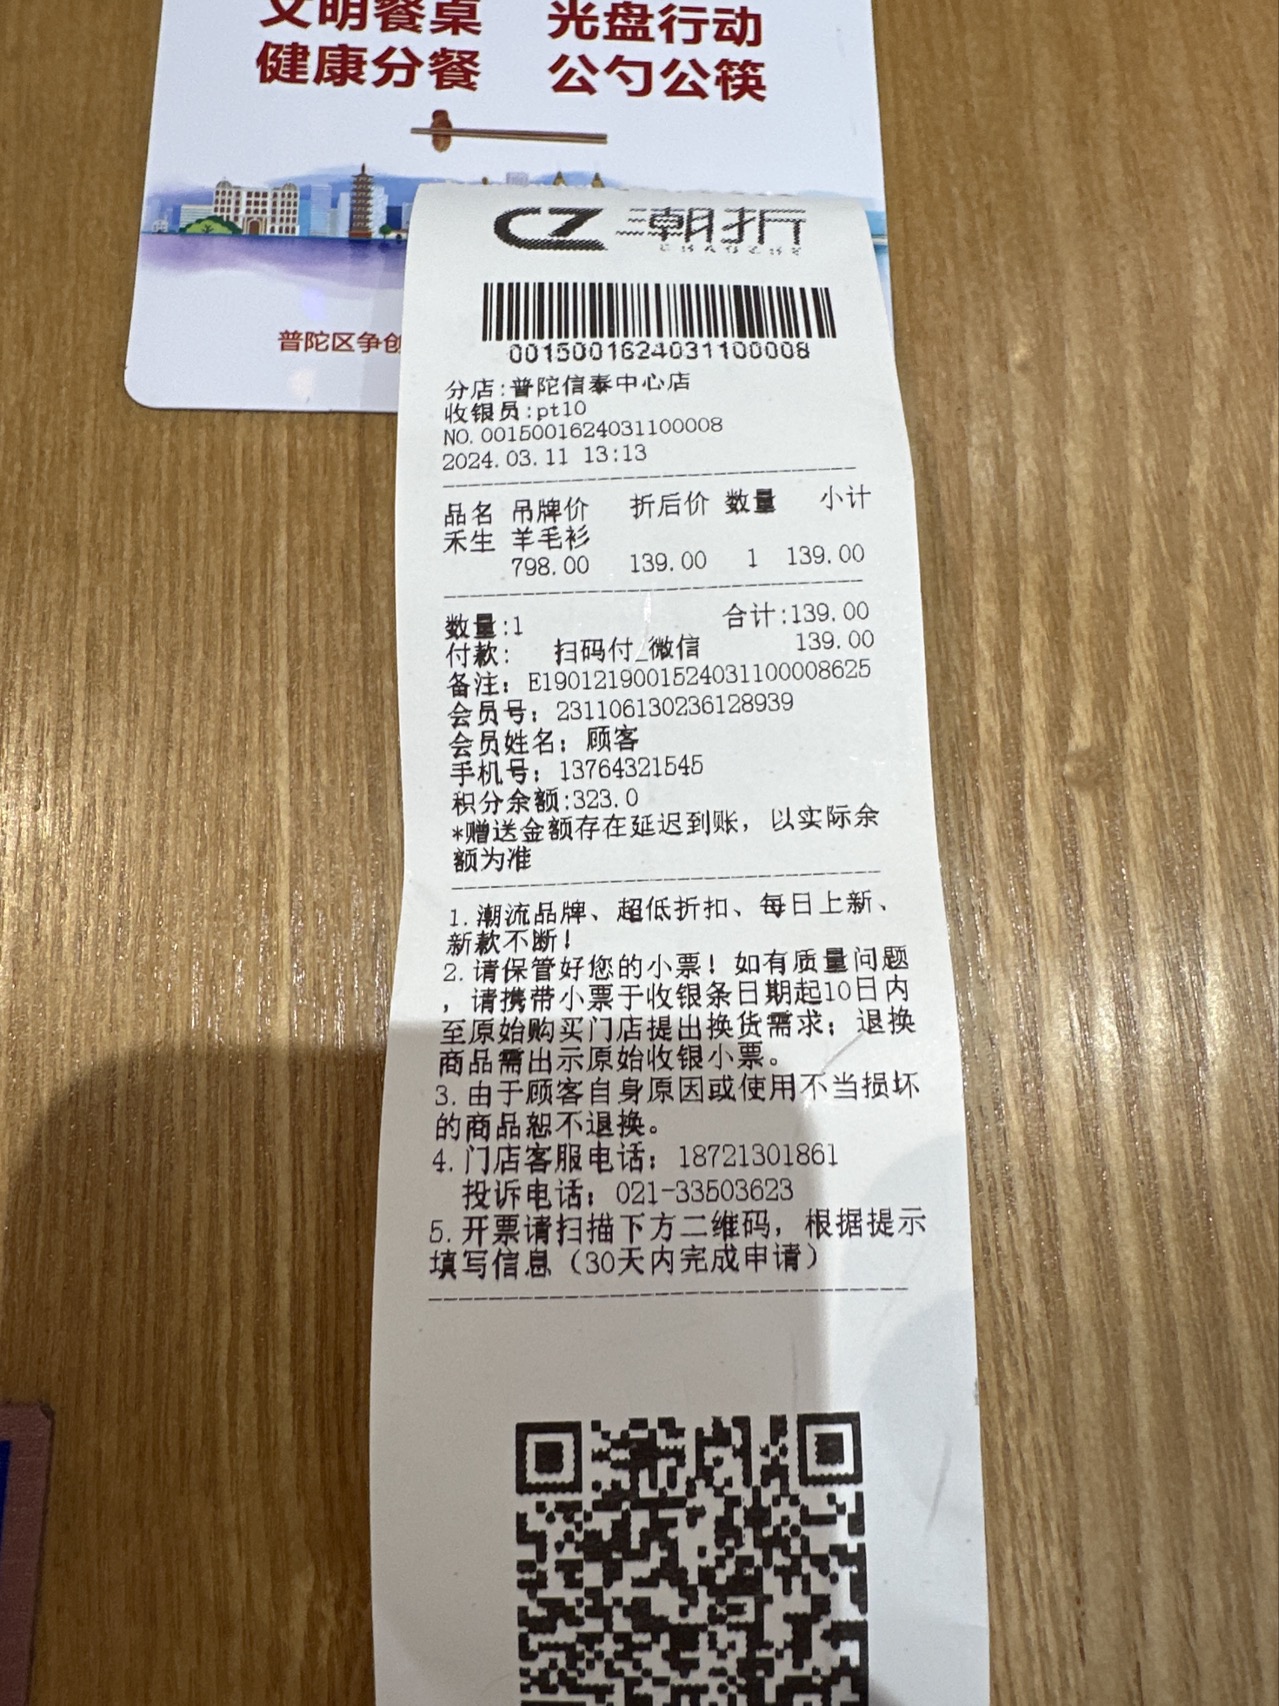 文明餐桌 光盘行动
健康分餐 公勺公筷
普陀区争创
CZ 潮折
CHAOZHE
0015001624031100008
分店:普陀信泰中心店
收银员:pt10
NO.0015001624031100008
2024.03.11 13:13
品名 吊牌价 折后价 数量 小计
禾生 羊毛衫
798.00 139.00 1 139.00
数量:1 合计:139.00
付款: 扫码付_微信 139.00
备注: E1901219001524031100008625
会员号: 231106130236128939
会员姓名: 顾客
手机号: 13764321545
积分余额:323.0
*赠送金额存在延迟到账, 以实际余
额为准
1.潮流品牌、超低折扣、每日上新、
新款不断!
2.请保管好您的小票!如有质量问题
,请携带小票于收银条日期起10日内
至原始购买门店提出换货需求; 退换
商品需出示原始收银小票。
3.由于顾客自身原因或使用不当损坏
的商品恕不退换。
4.门店客服电话: 18721301861
投诉电话: 021-33503623
5.开票请扫描下方二维码, 根据提示
填写信息(30天内完成申请)